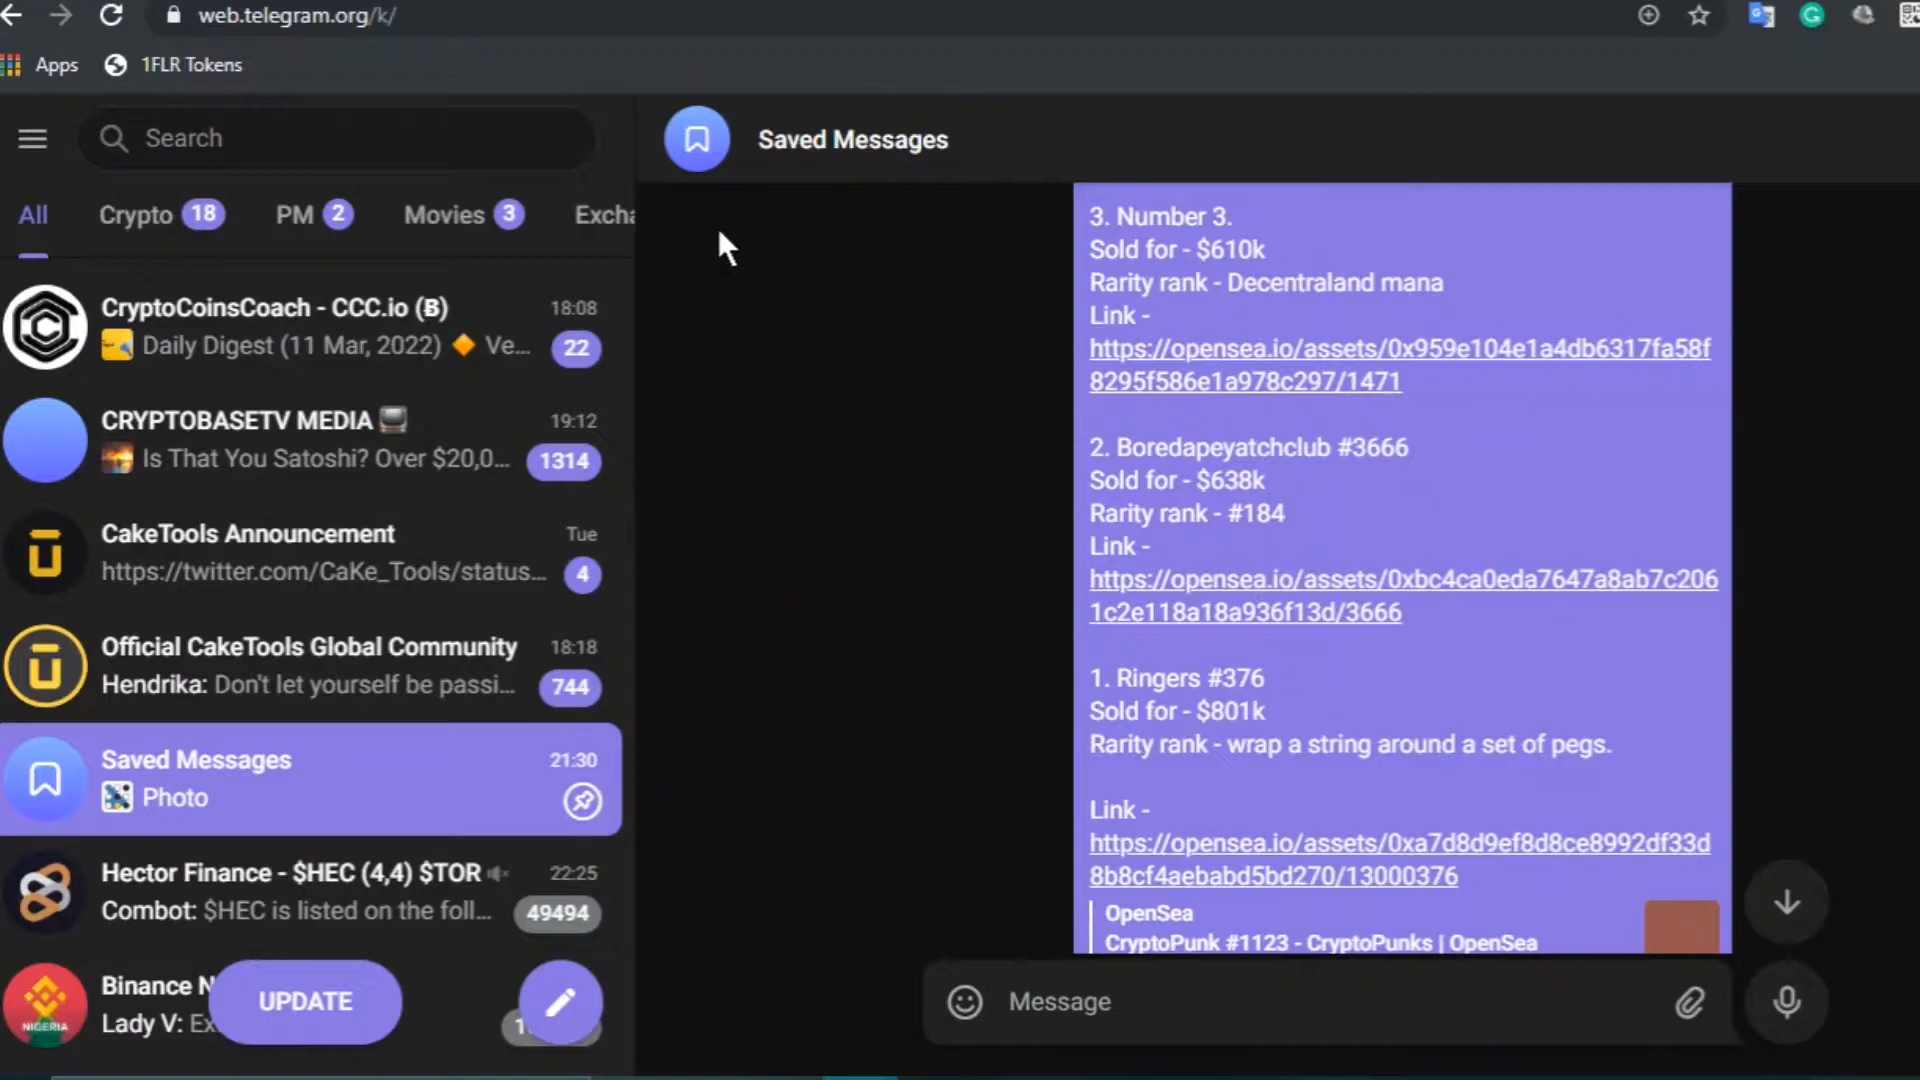 web.telegram.org/k/
Apps
1FLR Tokens
Search
All
Crypto 18
PM 2
Movies 3
Excha
CryptoCoinsCoach - CCC.io (Ƀ) 18:08
Daily Digest (11 Mar, 2022) 🔶 Ve... 22
CRYPTOBASETV MEDIA 📺 19:12
Is That You Satoshi? Over $20,0... 1314
CakeTools Announcement Tue
https://twitter.com/CaKe_Tools/status... 4
Official CakeTools Global Community 18:18
Hendrika: Don't let yourself be passi... 744
Saved Messages 21:30
Photo
Hector Finance - $HEC (4,4) $TOR 22:25
Combot: $HEC is listed on the foll... 49494
Binance N
NIGERIA
Lady V: Ex
UPDATE
Saved Messages
3. Number 3.
Sold for - $610k
Rarity rank - Decentraland mana
Link -
https://opensea.io/assets/0x959e104e1a4db6317fa58f
8295f586e1a978c297/1471
2. Boredapeyatchclub #3666
Sold for - $638k
Rarity rank - #184
Link -
https://opensea.io/assets/0xbc4ca0eda7647a8ab7c206
1c2e118a18a936f13d/3666
1. Ringers #376
Sold for - $801k
Rarity rank - wrap a string around a set of pegs.
Link -
https://opensea.io/assets/0xa7d8d9ef8d8ce8992df33d
8b8cf4aebabd5bd270/13000376
OpenSea
CryptoPunk #1123 - CryptoPunks | OpenSea
Message